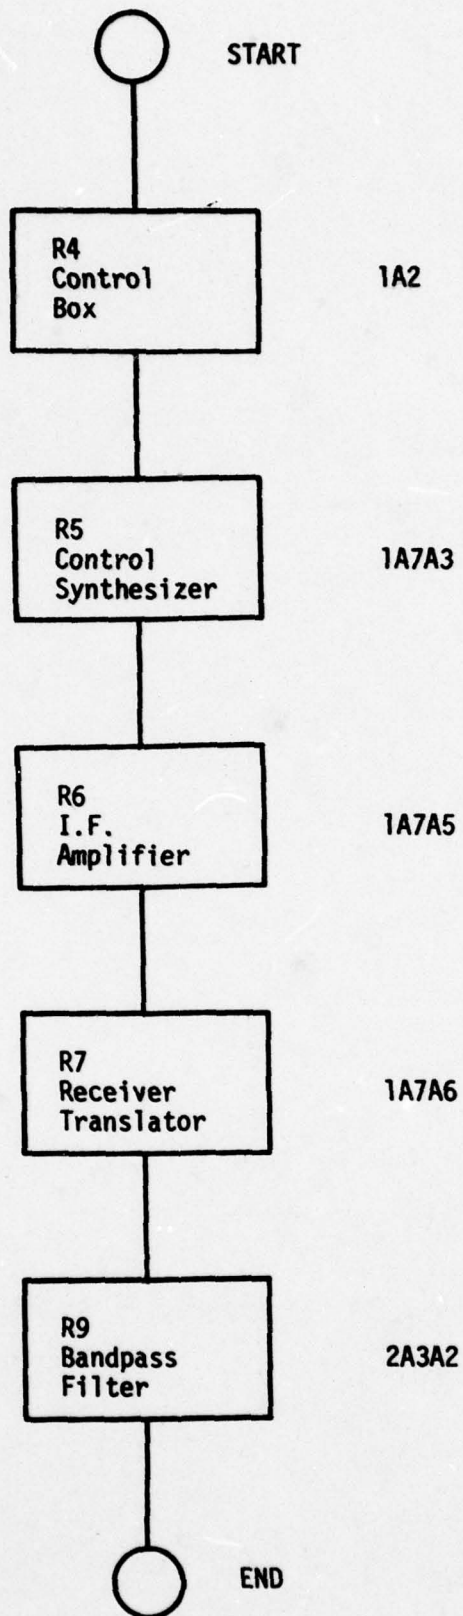 START
R4
Control
Box
1A2
R5
Control
Synthesizer
1A7A3
R6
I.F.
Amplifier
1A7A5
R7
Receiver
Translator
1A7A6
R9
Bandpass
Filter
2A3A2
END